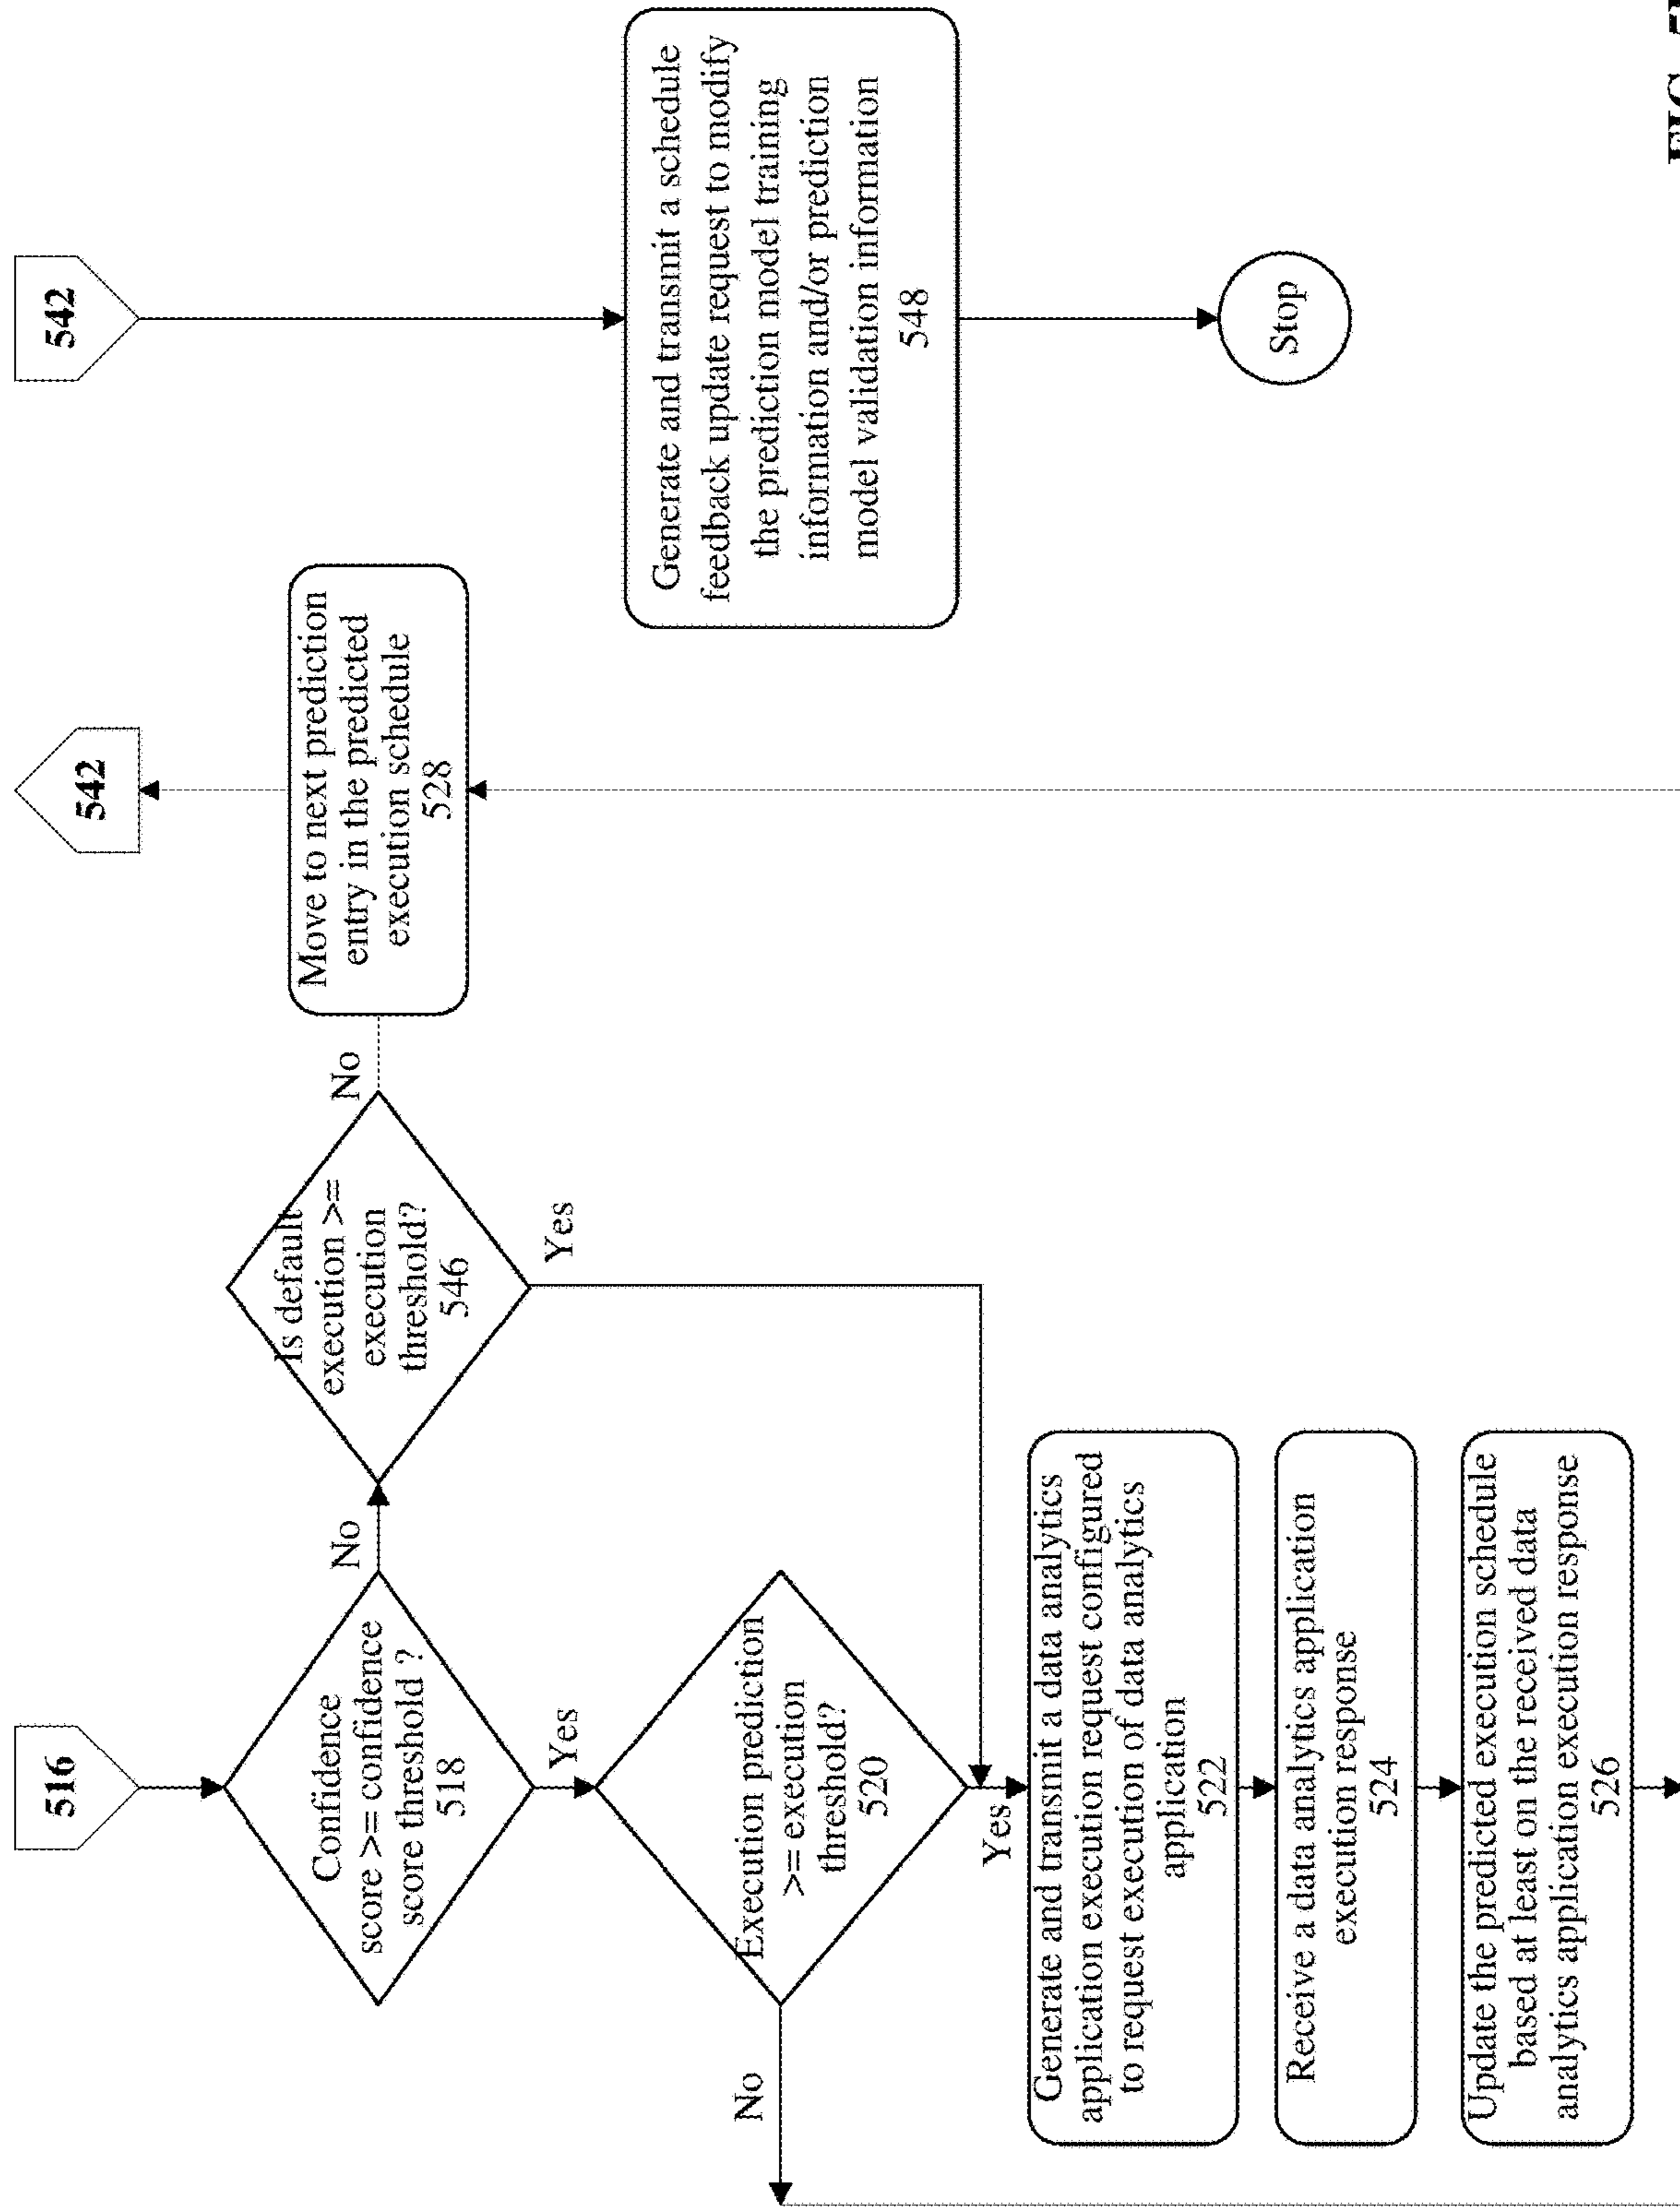 516
Confidence
score >= confidence
score threshold ?
518
No
Yes
Is default
execution >=
execution
threshold?
546
No
Yes
Move to next prediction
entry in the predicted
execution schedule
528
542
Execution prediction
>= execution
threshold?
520
No
Yes
Generate and transmit a data analytics
application execution request configured
to request execution of data analytics
application
522
Receive a data analytics application
execution response
524
Update the predicted execution schedule
based at least on the received data
analytics application execution response
526
542
Generate and transmit a schedule
feedback update request to modify
the prediction model training
information and/or prediction
model validation information
548
Stop
FIG.